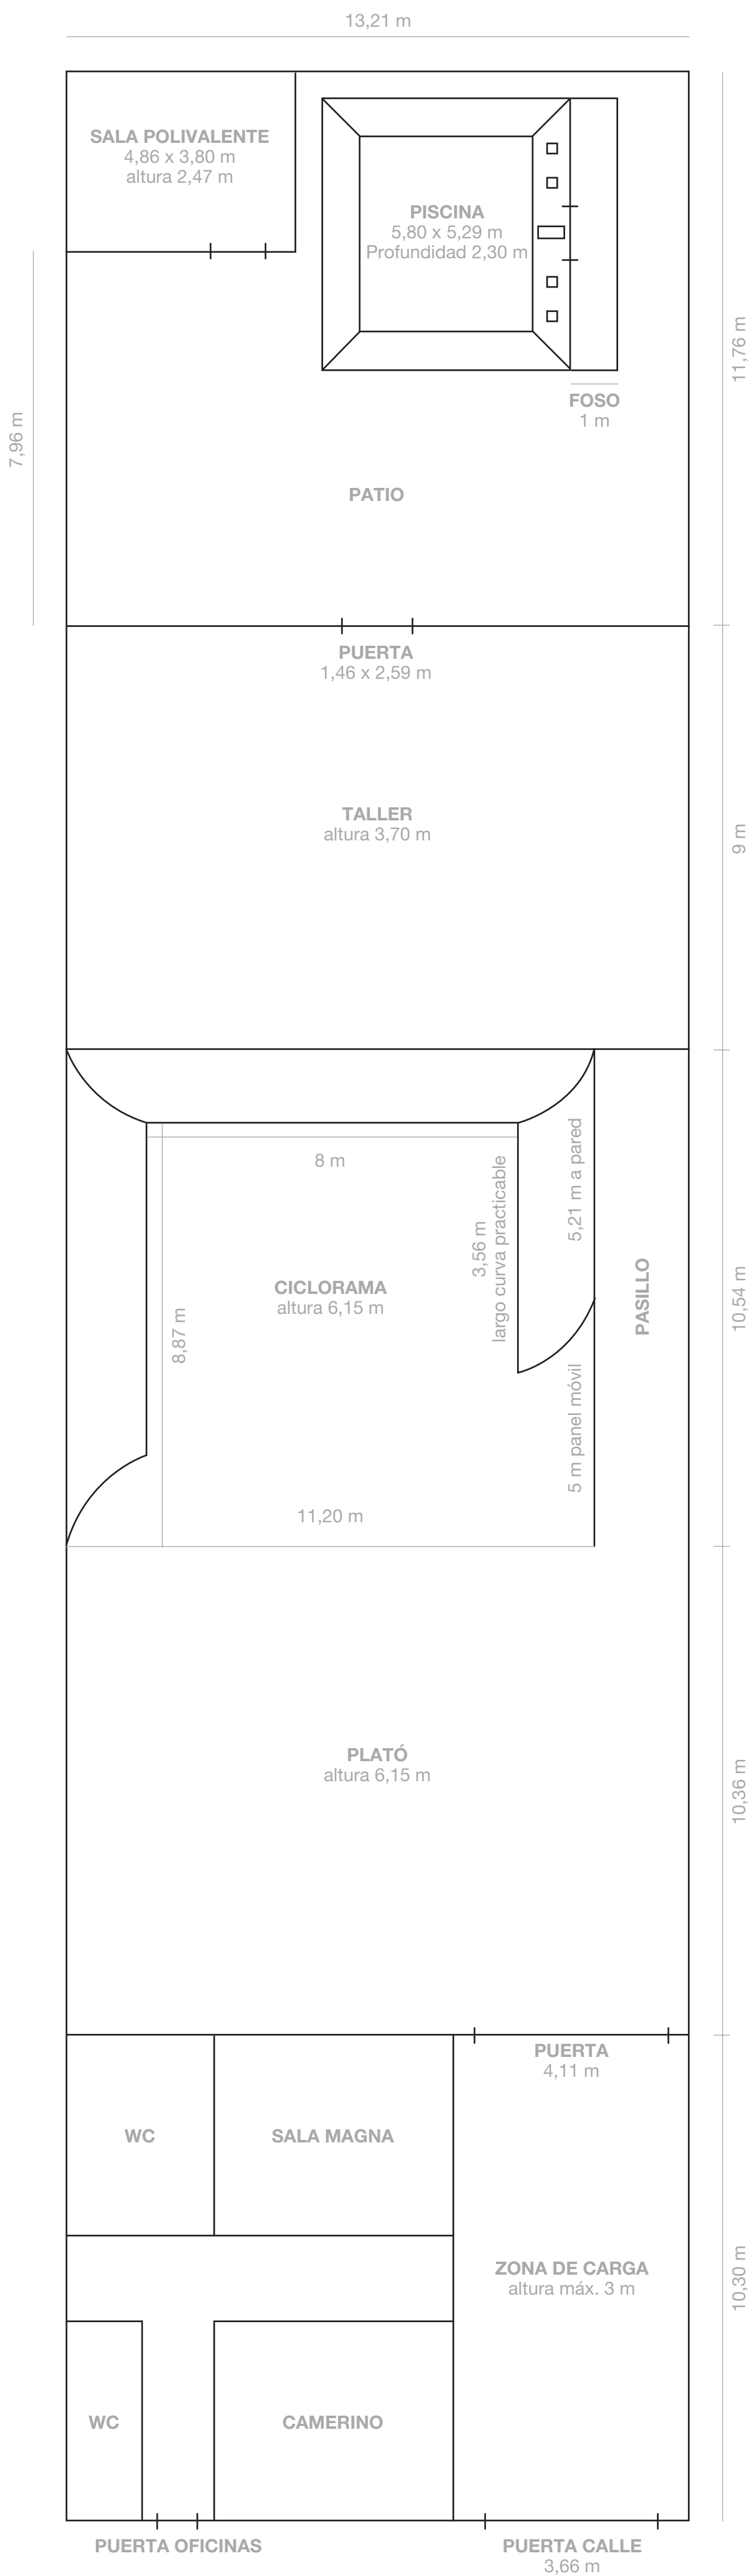 13,21 m
SALA POLIVALENTE
4,86 x 3,80 m
altura 2,47 m
PISCINA
5,80 x 5,29 m
Profundidad 2,30 m
11,76 m
FOSO
1 m
7,96 m
PATIO
PUERTA
1,46 x 2,59 m
TALLER
altura 3,70 m
9 m
8 m
3,56 m
largo curva practicable
5,21 m a pared
CICLORAMA
altura 6,15 m
8,87 m
PASILLO
10,54 m
5 m panel móvil
11,20 m
PLATÓ
altura 6,15 m
10,36 m
PUERTA
4,11 m
WC
SALA MAGNA
ZONA DE CARGA
altura máx. 3 m
10,30 m
WC
CAMERINO
PUERTA OFICINAS
PUERTA CALLE
3,66 m